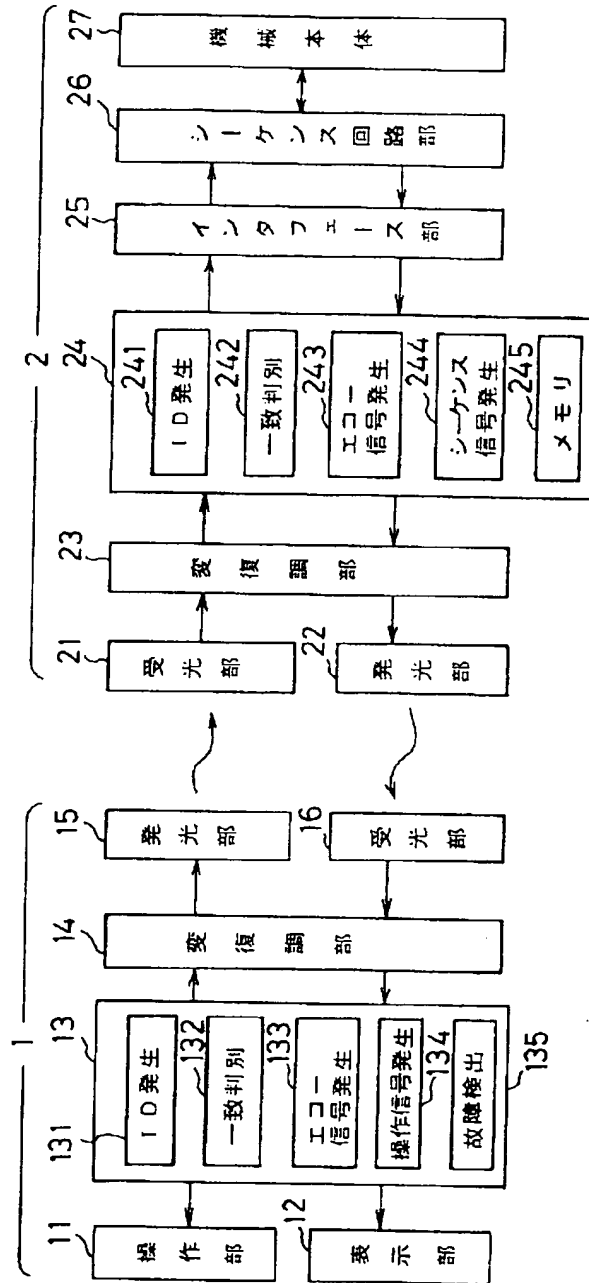 1
11
操作部
12
表示部
13
131
ID発生
132
一致判別
133
エコー
信号発生
134
操作信号発生
135
故障検出
14
変復調部
15
発光部
16
受光部
2
21
受光部
22
発光部
23
変復調部
24
241
ID発生
242
一致判別
243
エコー
信号発生
244
シーケンス
信号発生
245
メモリ
25
インタフェース部
26
シーケンス回路部
27
機械本体